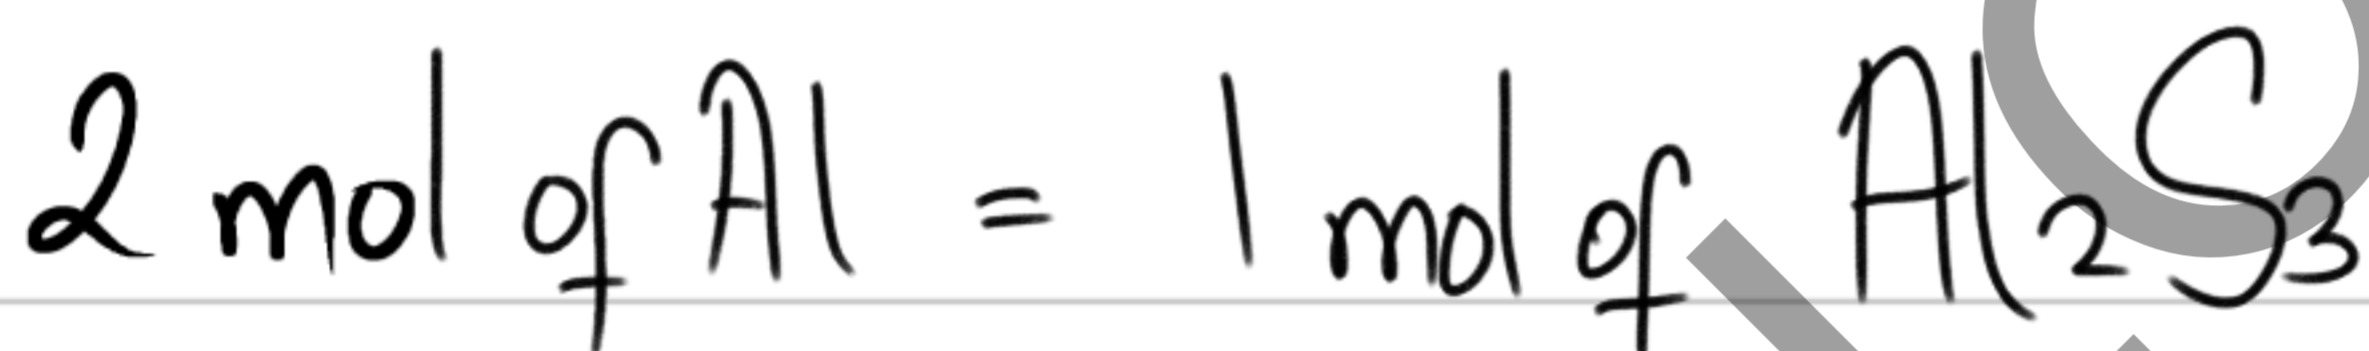 2 mol of Al = 1 mol of Al₂S₃